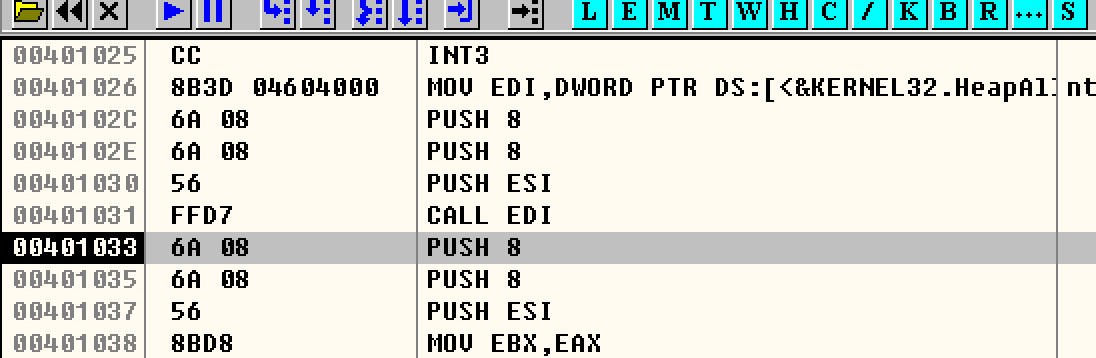 L E M T W H C / K B R ... S
00401025 CC INT3
00401026 8B3D 04604000 MOV EDI,DWORD PTR DS:[<&KERNEL32.HeapAl nt
0040102C 6A 08 PUSH 8
0040102E 6A 08 PUSH 8
00401030 56 PUSH ESI
00401031 FFD7 CALL EDI
00401033 6A 08 PUSH 8
00401035 6A 08 PUSH 8
00401037 56 PUSH ESI
00401038 8BD8 MOV EBX,EAX